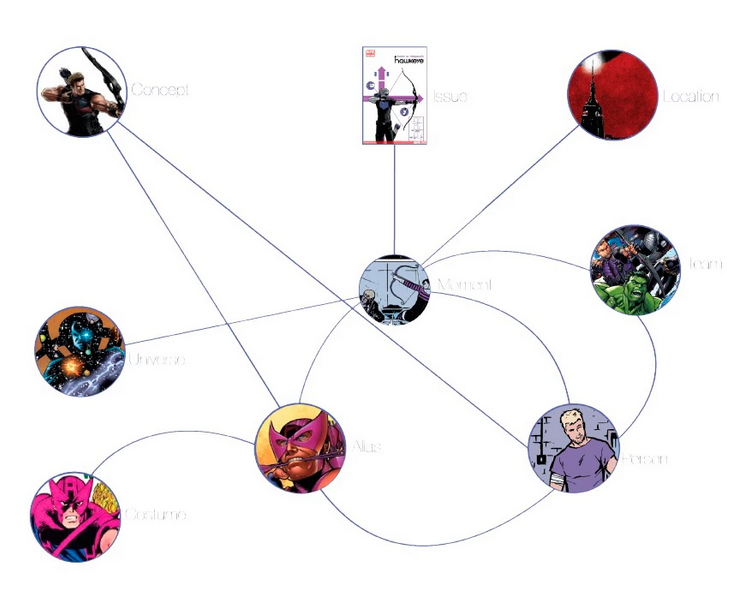 Concept
hawkeye
Issue
Location
Team
Moment
Universe
Alias
Person
Costume